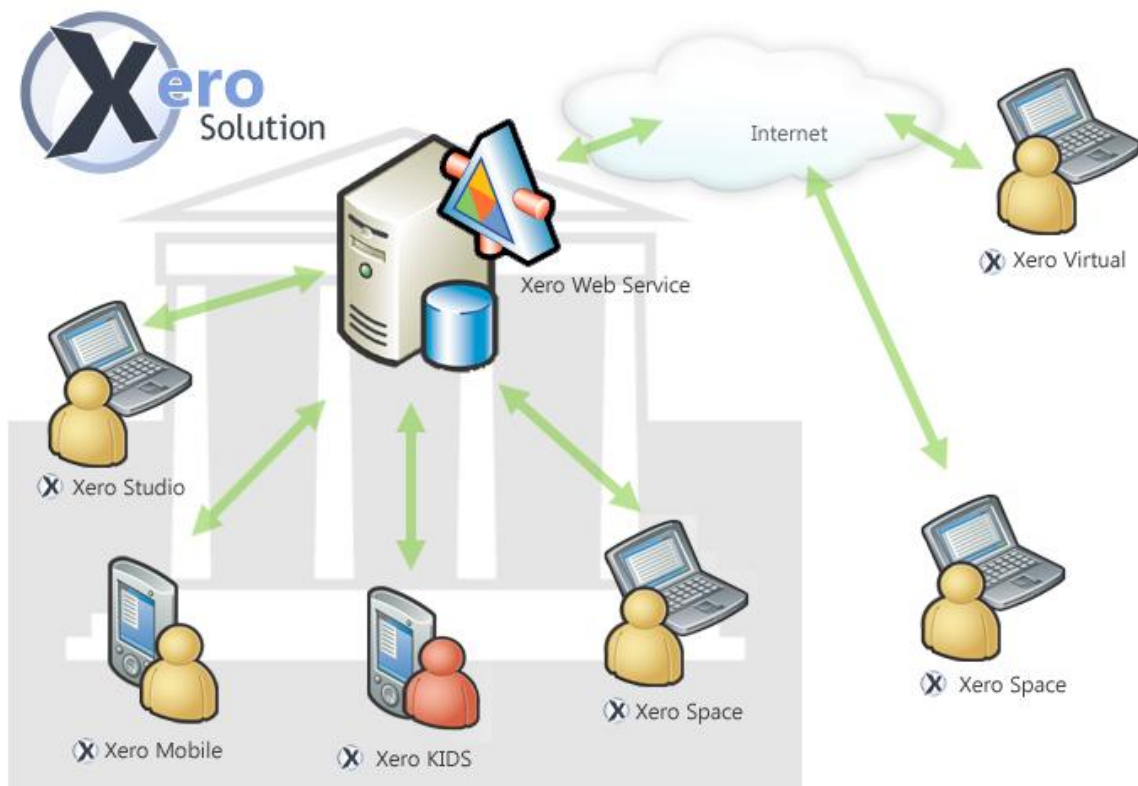 Xero
Solution
Internet
Xero Web Service
X Xero Virtual
X Xero Studio
X Xero Space
X Xero Space
X Xero Mobile
X Xero KIDS